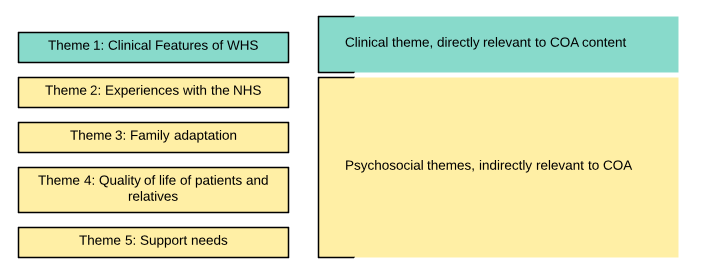 Theme 1: Clinical Features of WHS
Clinical theme, directly relevant to COA content
Theme 2: Experiences with the NHS
Theme 3: Family adaptation
Psychosocial themes, indirectly relevant to COA
Theme 4: Quality of life of patients and
relatives
Theme 5: Support needs